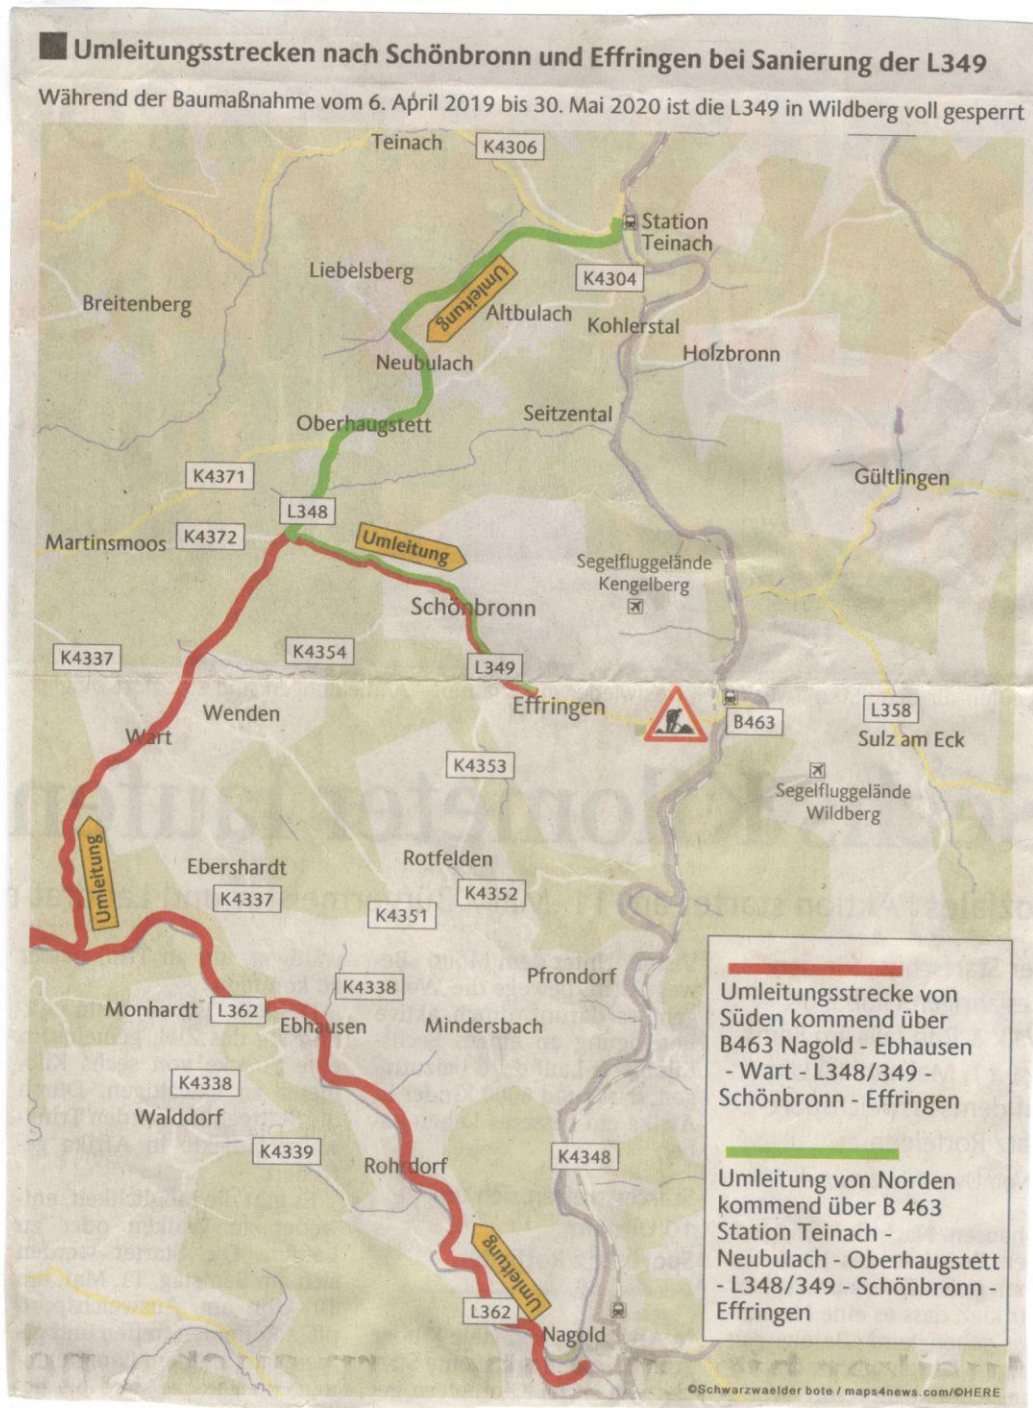 Umleitungsstrecken nach Schönbronn und Effringen bei Sanierung der L349
Während der Baumaßnahme vom 6. April 2019 bis 30. Mai 2020 ist die L349 in Wildberg voll gesperrt
Teinach
K4306
Station
Teinach
Liebelsberg
K4304
Breitenberg
Umleitung
Altbulach
Kohlerstal
Neubulach
Holzbronn
Oberhaugstett
Seitzental
K4371
Gültlingen
L348
Martinsmoos
K4372
Umleitung
Segelfluggelände
Kengelberg
Schönbronn
K4337
K4354
L349
Wenden
Effringen
B463
L358
Wart
Sulz am Eck
K4353
Segelfluggelände
Wildberg
Umleitung
Ebershardt
Rotfelden
K4337
K4352
K4351
Pfrondorf
K4338
Monhardt
L362
Ebhausen
Mindersbach
K4338
Walddorf
K4339
Rohrdorf
K4348
Umleitung
L362
Nagold
Umleitungsstrecke von
Süden kommend über
B463 Nagold - Ebhausen
- Wart - L348/349 -
Schönbronn - Effringen
Umleitung von Norden
kommend über B 463
Station Teinach -
Neubulach - Oberhaugstett
- L348/349 - Schönbronn -
Effringen
©Schwarzwaelder bote / maps4news.com/©HERE